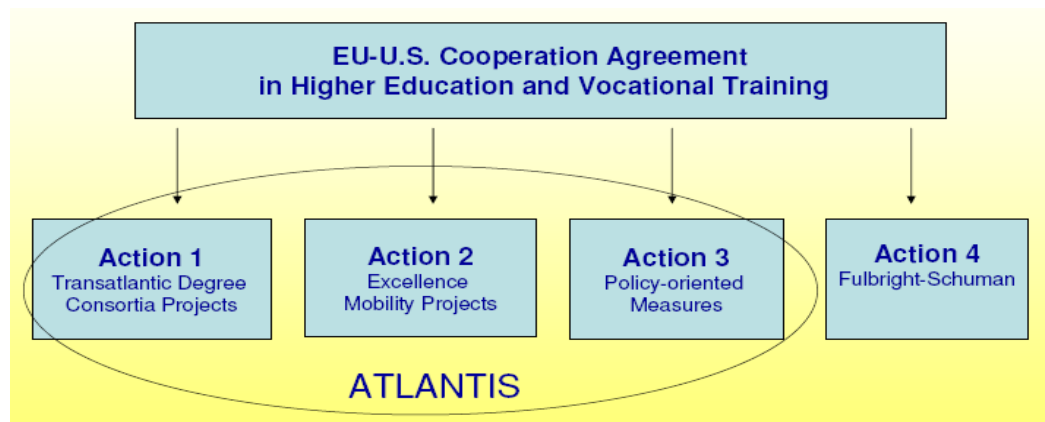 EU-U.S. Cooperation Agreement
in Higher Education and Vocational Training
Action 1
Transatlantic Degree
Consortia Projects
Action 2
Excellence
Mobility Projects
Action 3
Policy-oriented
Measures
Action 4
Fulbright-Schuman
ATLANTIS